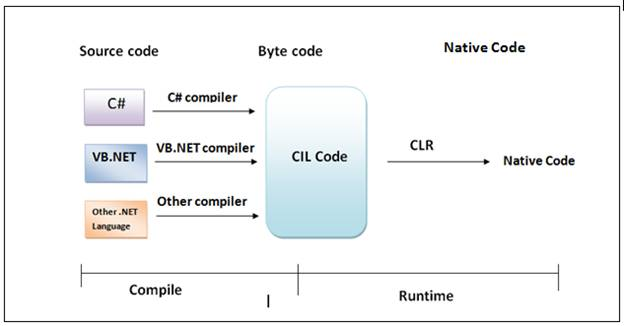 Source code
Byte code
Native Code
C#
C# compiler
VB.NET
VB.NET compiler
CIL Code
CLR
Native Code
Other .NET
Language
Other compiler
Compile
Runtime